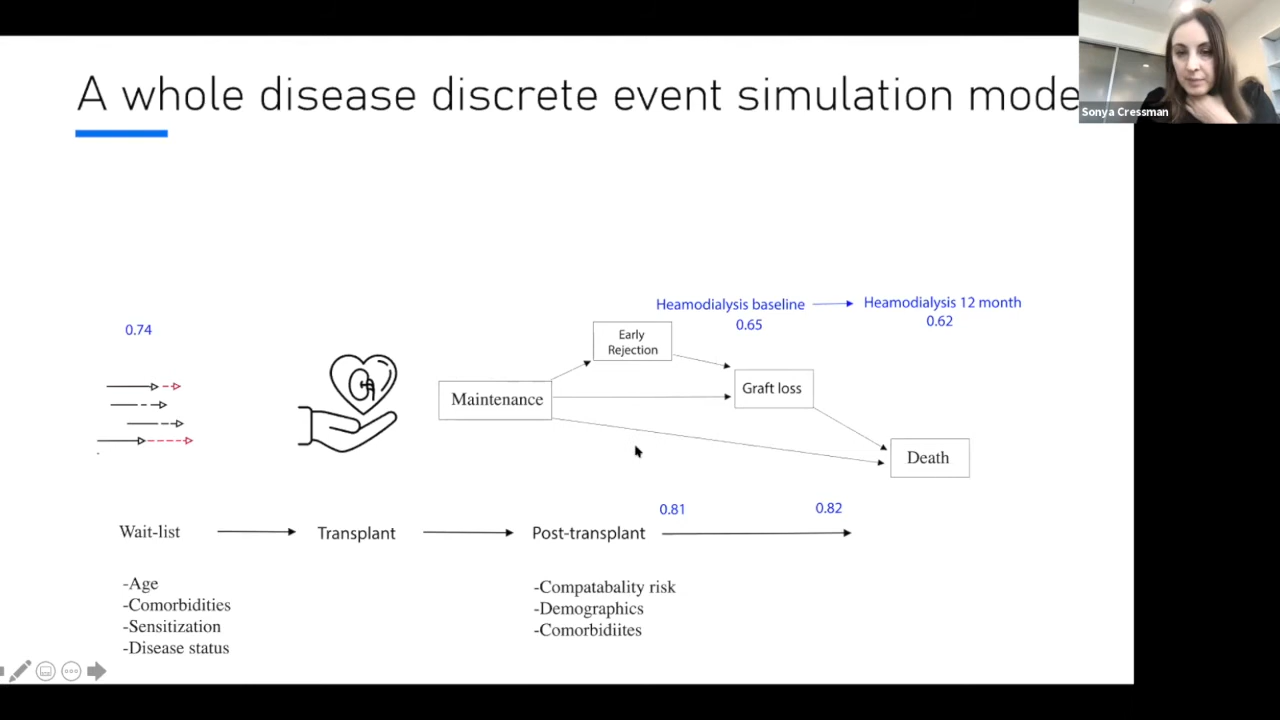 A whole disease discrete event simulation mode
Sonya Cressman
0.74
Heamodialysis baseline
0.65
Heamodialysis 12 month
0.62
Early
Rejection
Maintenance
Graft loss
Death
0.81
0.82
Wait-list
Transplant
Post-transplant
-Age
-Comorbidities
-Sensitization
-Disease status
-Compatabality risk
-Demographics
-Comorbidiites